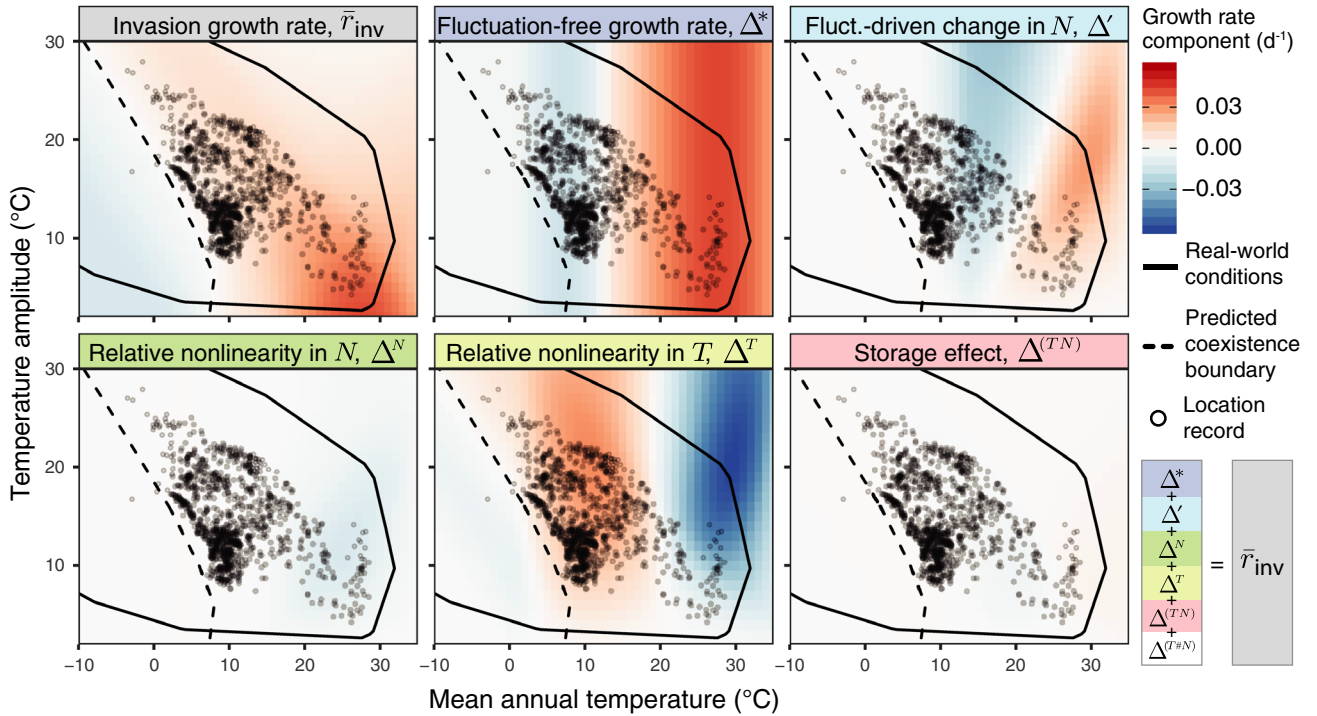 Invasion growth rate, r̄inv
Fluctuation-free growth rate, Δ*
Fluct.-driven change in N, Δ′
Growth rate
component (d-1)
0.03
0.00
−0.03
Real-world
conditions
Predicted
coexistence
boundary
Location
record
30
20
10
Temperature amplitude (°C)
Relative nonlinearity in N, ΔN
Relative nonlinearity in T, ΔT
Storage effect, Δ(TN)
30
20
10
−10 0 10 20 30
−10 0 10 20 30
−10 0 10 20 30
Mean annual temperature (°C)
Δ*
+
Δ′
+
ΔN
+
ΔT
+
Δ(TN)
+
Δ(T#N)
= r̄inv